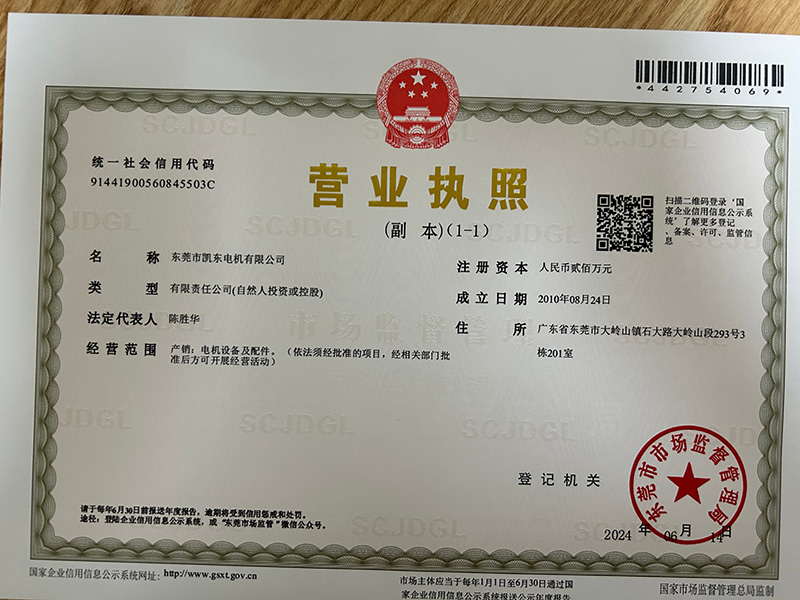 *4427540​69*
统一社会信用代码
91441900560845503C
营业执照
(副 本)(1-1)
扫描二维码登录‘国
家企业信用信息公示系
统’了解更多登记
、备案、许可、监管信
息
名 称 东莞市凯东电机有限公司
类 型 有限责任公司(自然人投资或控股)
法定代表人 陈胜华
经营范围 产销：电机设备及配件。（依法须经批准的项目，经相关部门批
准后方可开展经营活动）
注册资本 人民币贰佰万元
成立日期 2010年08月24日
住 所 广东省东莞市大岭山镇石大路大岭山段293号3
栋201室
SCJDGL
市场监督管理
登记机关
东莞市市场监督管理局
2024 年 06 月 14日
请于每年6月30日前报送年度报告，逾期将受到信用惩戒和处罚。
途径：登陆企业信用信息公示系统，或“东莞市场监管”微信公众号。
国家企业信用信息公示系统网址：http://www.gsxt.gov.cn
市场主体应当于每年1月1日至6月30日通过国
家企业信用信息公示系统报送公示年度报告
国家市场监督管理总局监制